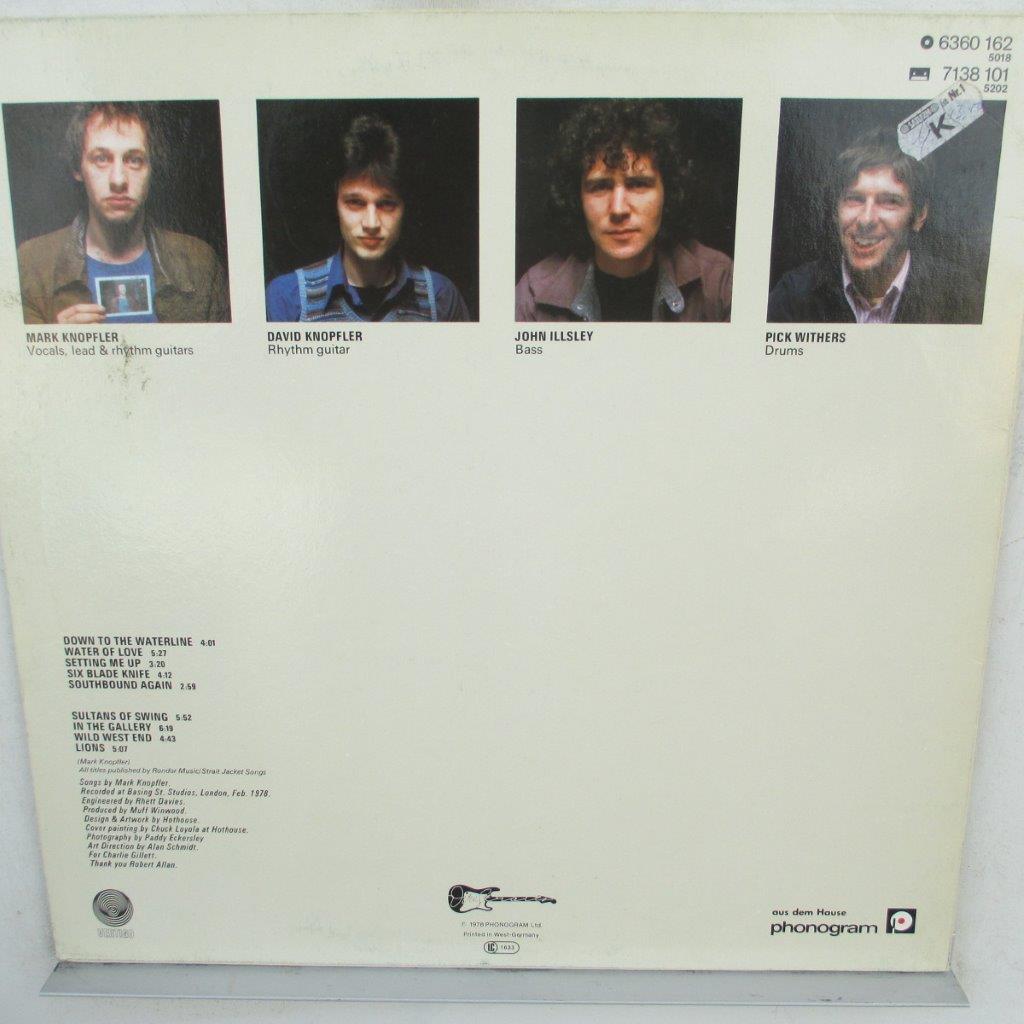 6360 162
5018
7138 101
5202
Nr.1
K
MARK KNOPFLER
Vocals, lead & rhythm guitars
DAVID KNOPFLER
Rhythm guitar
JOHN ILLSLEY
Bass
PICK WITHERS
Drums
DOWN TO THE WATERLINE 4:01
WATER OF LOVE 5:27
SETTING ME UP 3:20
SIX BLADE KNIFE 4:12
SOUTHBOUND AGAIN 2:59
SULTANS OF SWING 5:52
IN THE GALLERY 6:19
WILD WEST END 4:43
LIONS 5:07
(Mark Knopfler)
All titles published by Rondor Music/Strait Jacket Songs
Songs by Mark Knopfler.
Recorded at Basing St. Studios, London, Feb. 1978.
Engineered by Rhett Davies.
Produced by Muff Winwood.
Design & Artwork by Hothouse.
Cover painting by Chuck Loyola at Hothouse.
Photography by Paddy Eckersley
Art Direction by Alan Schmidt.
For Charlie Gillett.
Thank you Robert Allan.
VERTIGO
℗ 1978 PHONOGRAM Ltd.
Printed in West-Germany
LC 1633
aus dem Hause
phonogram